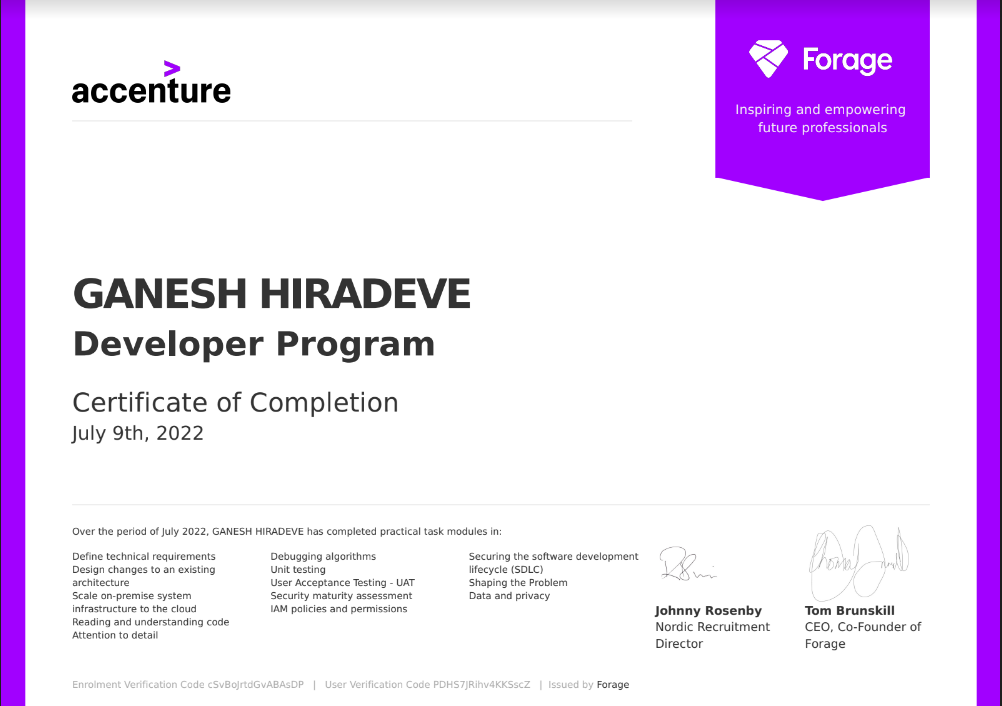 accenture
Forage
Inspiring and empowering
future professionals
GANESH HIRADEVE
Developer Program
Certificate of Completion
July 9th, 2022
Over the period of July 2022, GANESH HIRADEVE has completed practical task modules in:
Define technical requirements
Design changes to an existing
architecture
Scale on-premise system
infrastructure to the cloud
Reading and understanding code
Attention to detail
Debugging algorithms
Unit testing
User Acceptance Testing - UAT
Security maturity assessment
IAM policies and permissions
Securing the software development
lifecycle (SDLC)
Shaping the Problem
Data and privacy
Johnny Rosenby
Nordic Recruitment
Director
Tom Brunskill
CEO, Co-Founder of
Forage
Enrolment Verification Code cSvBoJrtdGvABAsDP | User Verification Code PDHS7JRihv4KKSscZ | Issued by Forage